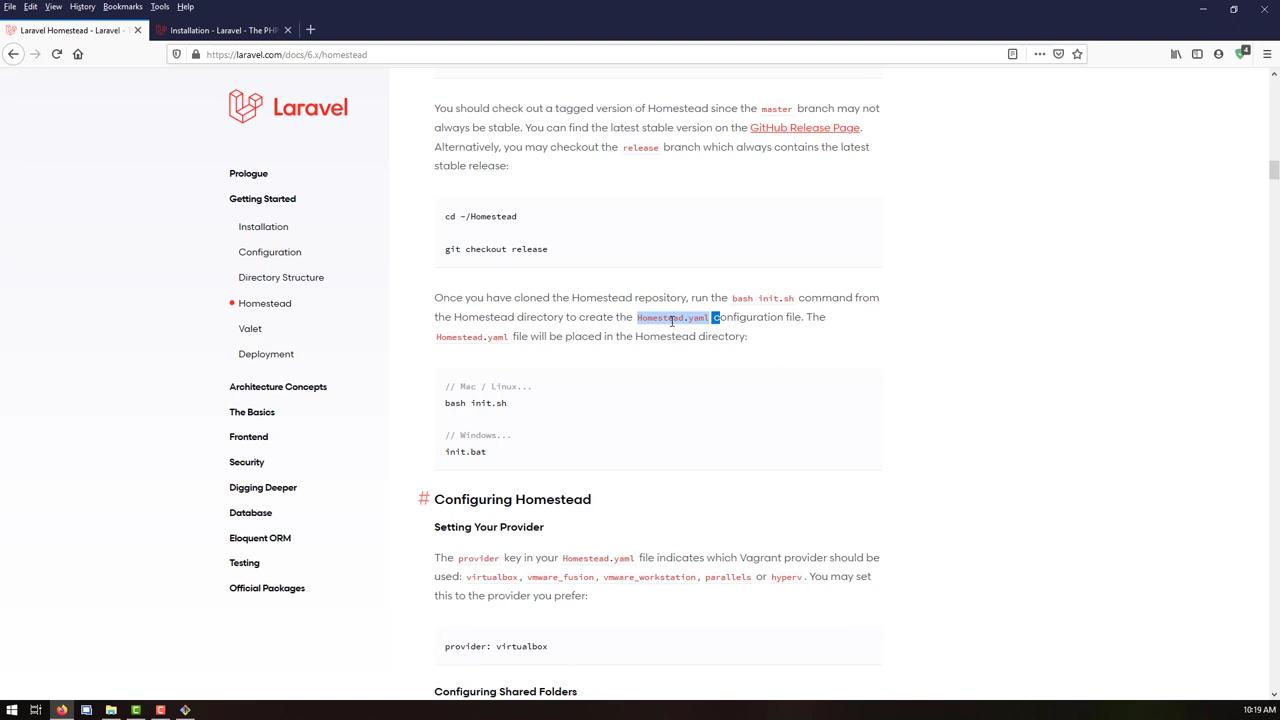 File Edit View History Bookmarks Tools Help
Laravel Homestead - Laravel - T
Installation - Laravel - The PHP
https://laravel.com/docs/6.x/homestead
4
Laravel
Prologue
Getting Started
Installation
Configuration
Directory Structure
Homestead
Valet
Deployment
Architecture Concepts
The Basics
Frontend
Security
Digging Deeper
Database
Eloquent ORM
Testing
Official Packages
You should check out a tagged version of Homestead since the master branch may not
always be stable. You can find the latest stable version on the GitHub Release Page.
Alternatively, you may checkout the release branch which always contains the latest
stable release:
cd ~/Homestead
git checkout release
Once you have cloned the Homestead repository, run the bash init.sh command from
the Homestead directory to create the Homestead.yaml configuration file. The
Homestead.yaml file will be placed in the Homestead directory:
// Mac / Linux...
bash init.sh
// Windows...
init.bat
# Configuring Homestead
Setting Your Provider
The provider key in your Homestead.yaml file indicates which Vagrant provider should be
used: virtualbox, vmware_fusion, vmware_workstation, parallels or hyperv. You may set
this to the provider you prefer:
provider: virtualbox
Configuring Shared Folders
10:19 AM